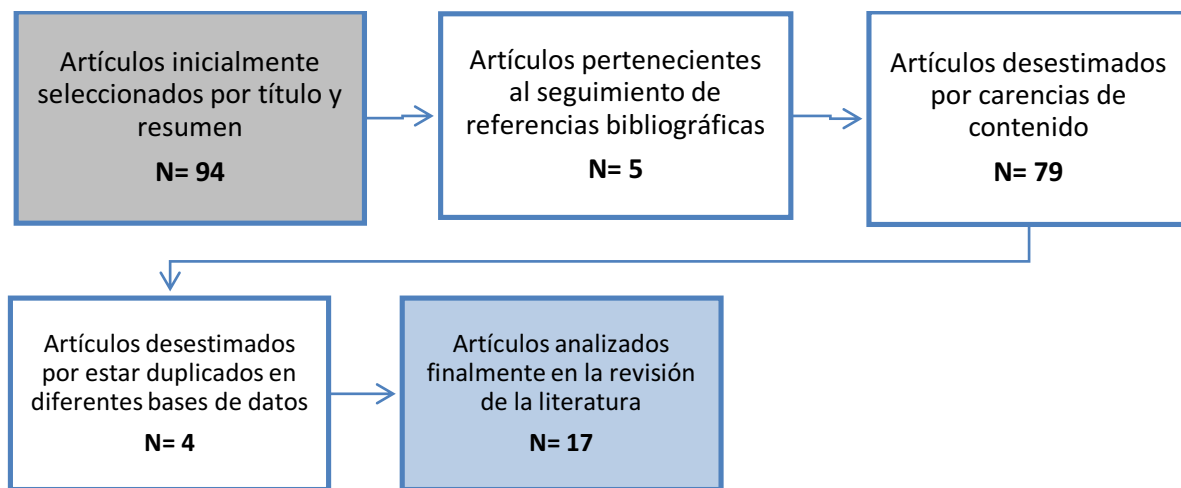 Artículos inicialmente
seleccionados por título y
resumen
N= 94
Artículos pertenecientes
al seguimiento de
referencias bibliográficas
N= 5
Artículos desestimados
por carencias de
contenido
N= 79
Artículos desestimados
por estar duplicados en
diferentes bases de datos
N= 4
Artículos analizados
finalmente en la revisión
de la literatura
N= 17